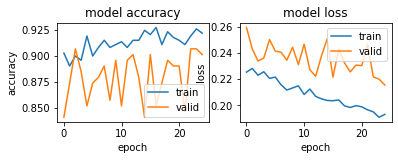 model accuracy
0.925
0.900
0.875
0.850
accuracy
0 10 20
epoch
train
valid
model loss
0.26
0.24
0.22
0.20
loss
0 10 20
epoch
train
valid